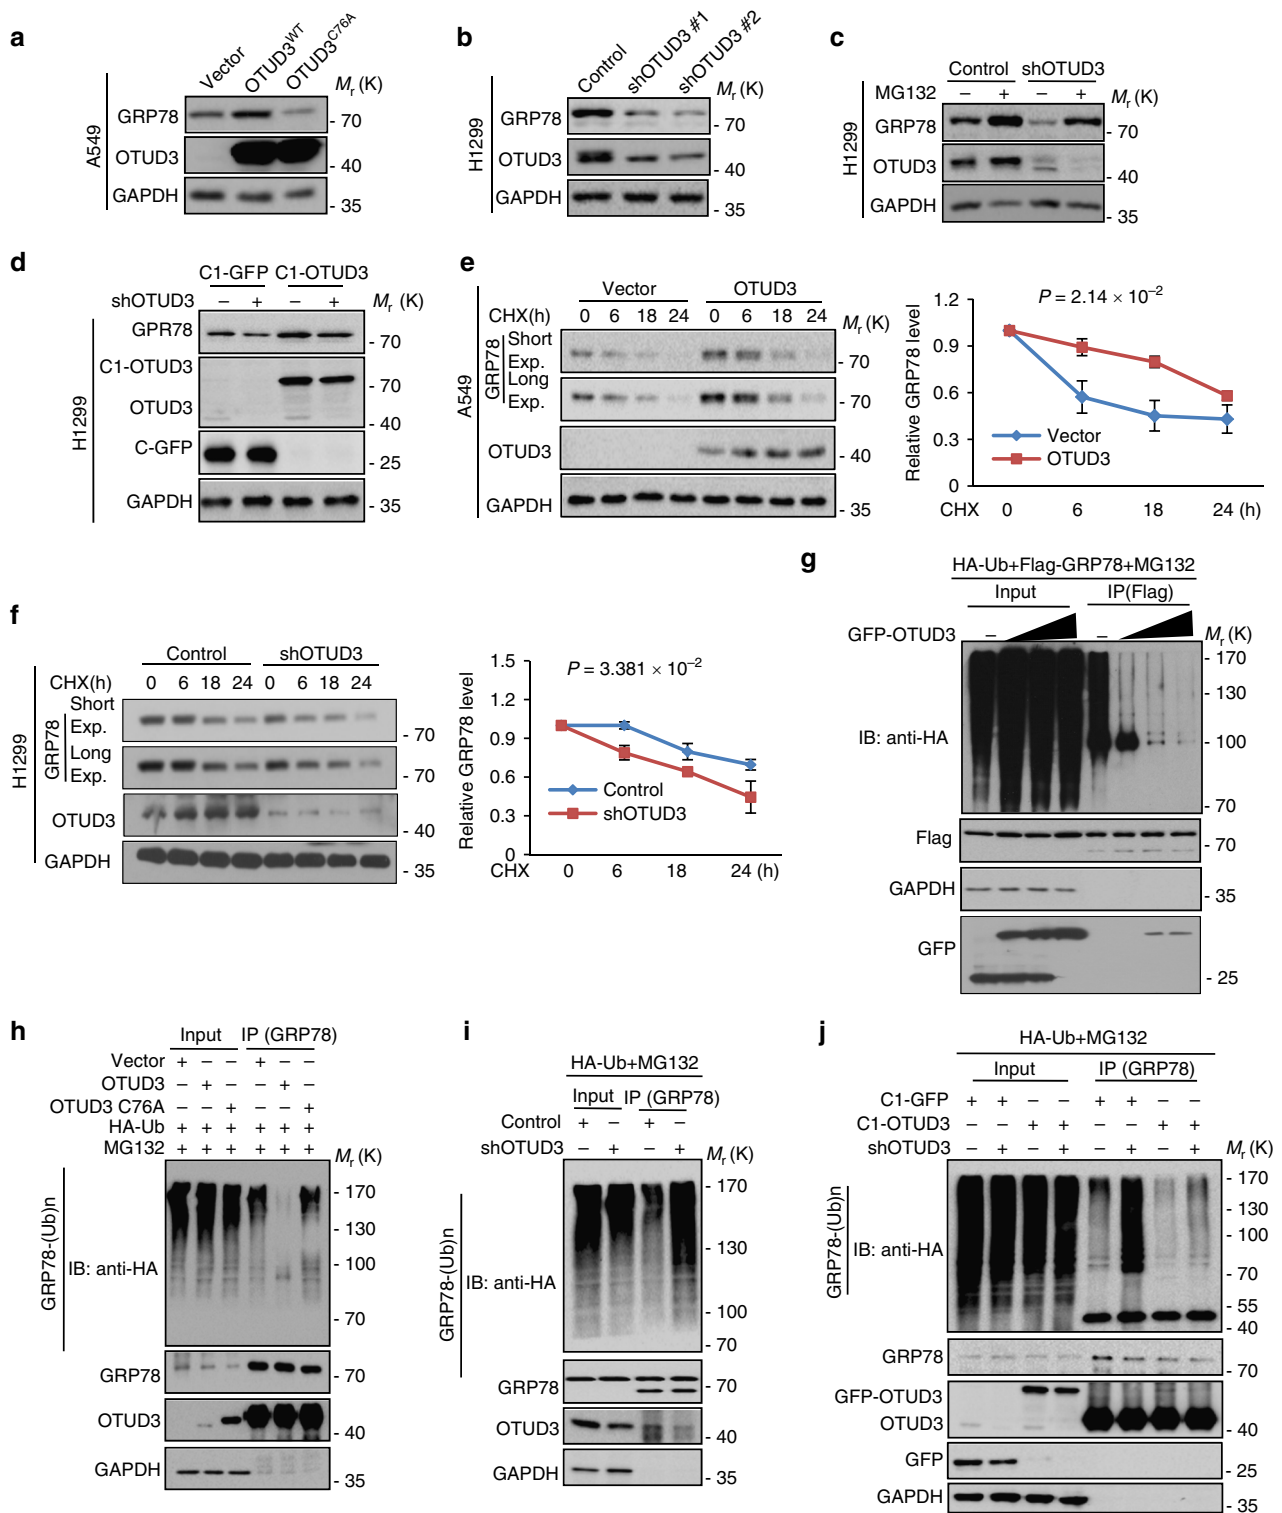 a
Vector OTUD3WT OTUD3C76A
Mr (K)
A549
GRP78 - 70
OTUD3 - 40
GAPDH - 35
b
Control shOTUD3 #1 shOTUD3 #2
Mr (K)
H1299
GRP78 - 70
OTUD3 - 40
GAPDH - 35
c
Control shOTUD3
MG132 – + – + Mr (K)
H1299
GRP78 - 70
OTUD3 - 40
GAPDH - 35
d
C1-GFP C1-OTUD3
shOTUD3 – + – + Mr (K)
H1299
GPR78 - 70
C1-OTUD3 - 70
OTUD3 - 40
C-GFP - 25
GAPDH - 35
e
Vector OTUD3
CHX(h) 0 6 18 24 0 6 18 24 Mr (K)
A549
GRP78
Short Exp. - 70
Long Exp. - 70
OTUD3 - 40
GAPDH - 35
P = 2.14 × 10–2
Relative GRP78 level
1.2
0.9
0.6
0.3
0
Vector
OTUD3
CHX 0 6 18 24 (h)
f
Control shOTUD3
CHX(h) 0 6 18 24 0 6 18 24 Mr (K)
H1299
GRP78
Short Exp. - 70
Long Exp. - 70
OTUD3 - 40
GAPDH - 35
P = 3.381 × 10–2
Relative GRP78 level
1.5
1.2
0.9
0.6
0.3
0
Control
shOTUD3
CHX 0 6 18 24 (h)
g
HA-Ub+Flag-GRP78+MG132
Input IP(Flag)
GFP-OTUD3 – – Mr (K)
IB: anti-HA
- 170
- 130
- 100
- 70
Flag - 70
GAPDH - 35
GFP - 25
h
Input IP (GRP78)
Vector + – – + – –
OTUD3 – + – – + –
OTUD3 C76A – – + – – +
HA-Ub + + + + + +
MG132 + + + + + + Mr (K)
GRP78-(Ub)n
IB: anti-HA
- 170
- 130
- 100
- 70
GRP78 - 70
OTUD3 - 40
GAPDH - 35
i
HA-Ub+MG132
Input IP (GRP78)
Control + – + –
shOTUD3 – + – + Mr (K)
GRP78-(Ub)n
IB: anti-HA
- 170
- 130
- 100
- 70
GRP78 - 70
OTUD3 - 40
GAPDH - 35
j
HA-Ub+MG132
Input IP (GRP78)
C1-GFP + + – – + + – –
C1-OTUD3 – – + + – – + +
shOTUD3 – + – + – + – + Mr (K)
GRP78-(Ub)n
IB: anti-HA
- 170
- 130
- 100
- 70
- 55
- 40
GRP78 - 70
GFP-OTUD3
OTUD3 - 40
GFP - 25
GAPDH - 35